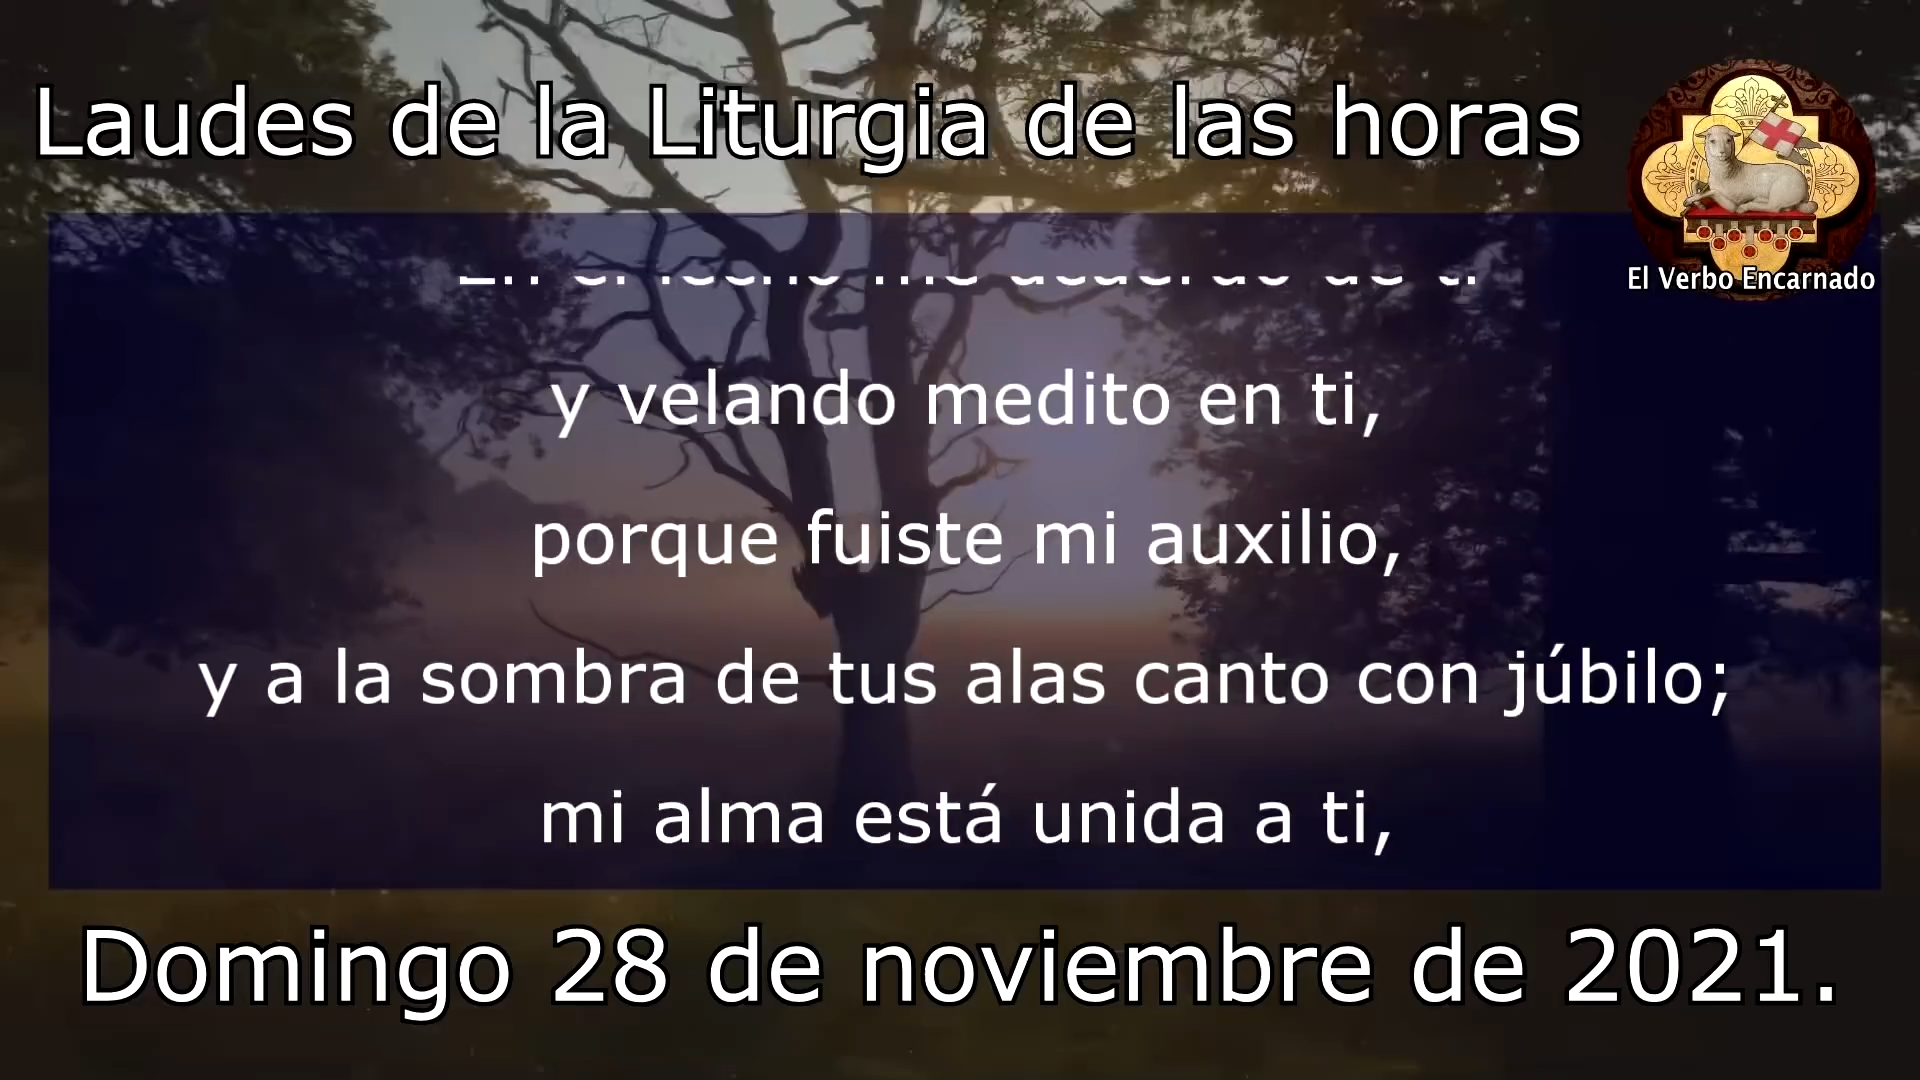 Laudes de la Liturgia de las horas
El Verbo Encarnado
y velando medito en ti,
porque fuiste mi auxilio,
y a la sombra de tus alas canto con júbilo;
mi alma está unida a ti,
Domingo 28 de noviembre de 2021.